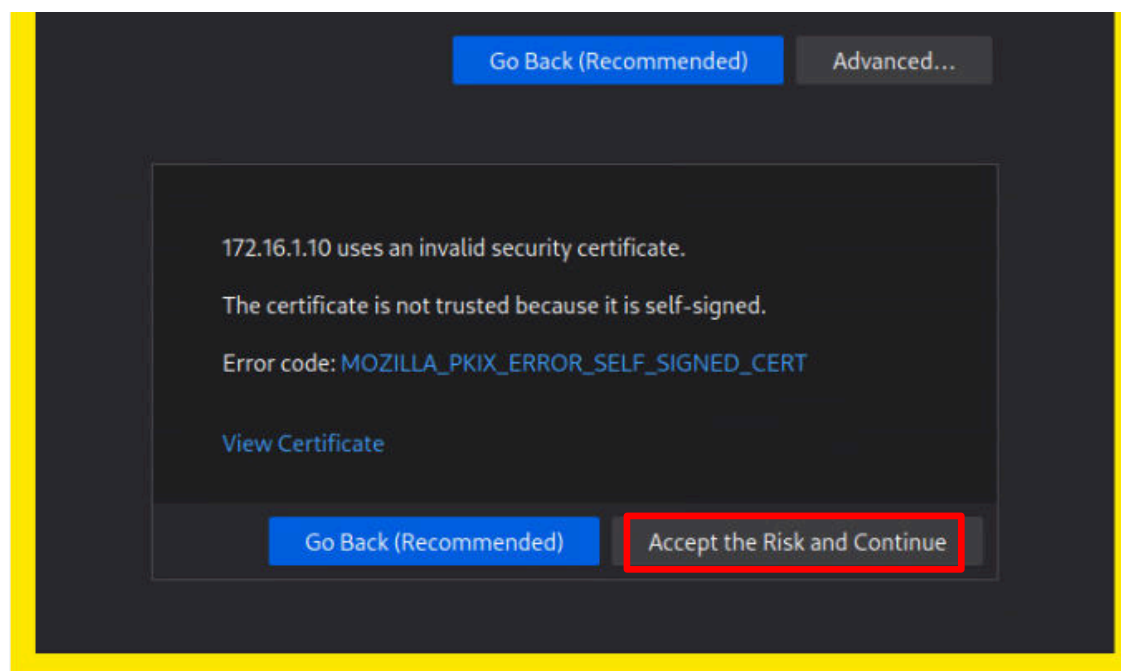 Go Back (Recommended) Advanced...
172.16.1.10 uses an invalid security certificate.
The certificate is not trusted because it is self-signed.
Error code: MOZILLA_PKIX_ERROR_SELF_SIGNED_CERT
View Certificate
Go Back (Recommended) Accept the Risk and Continue